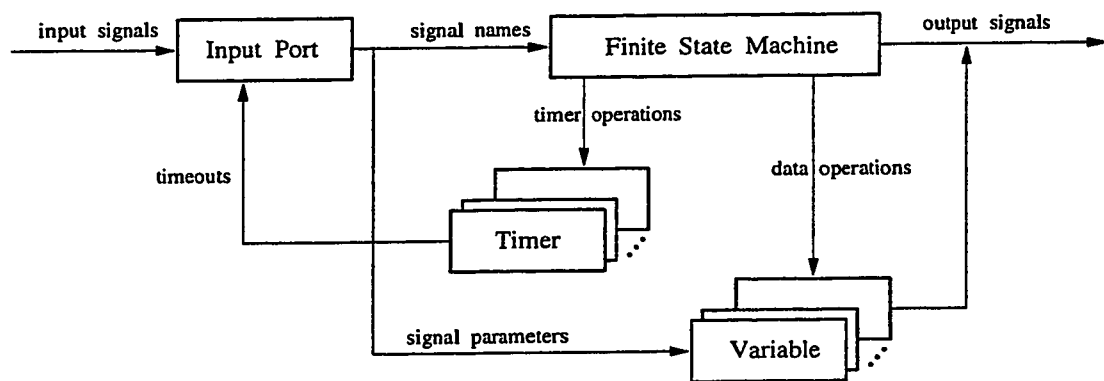 input signals
Input Port
signal names
Finite State Machine
output signals
timer operations
timeouts
data operations
Timer
signal parameters
Variable